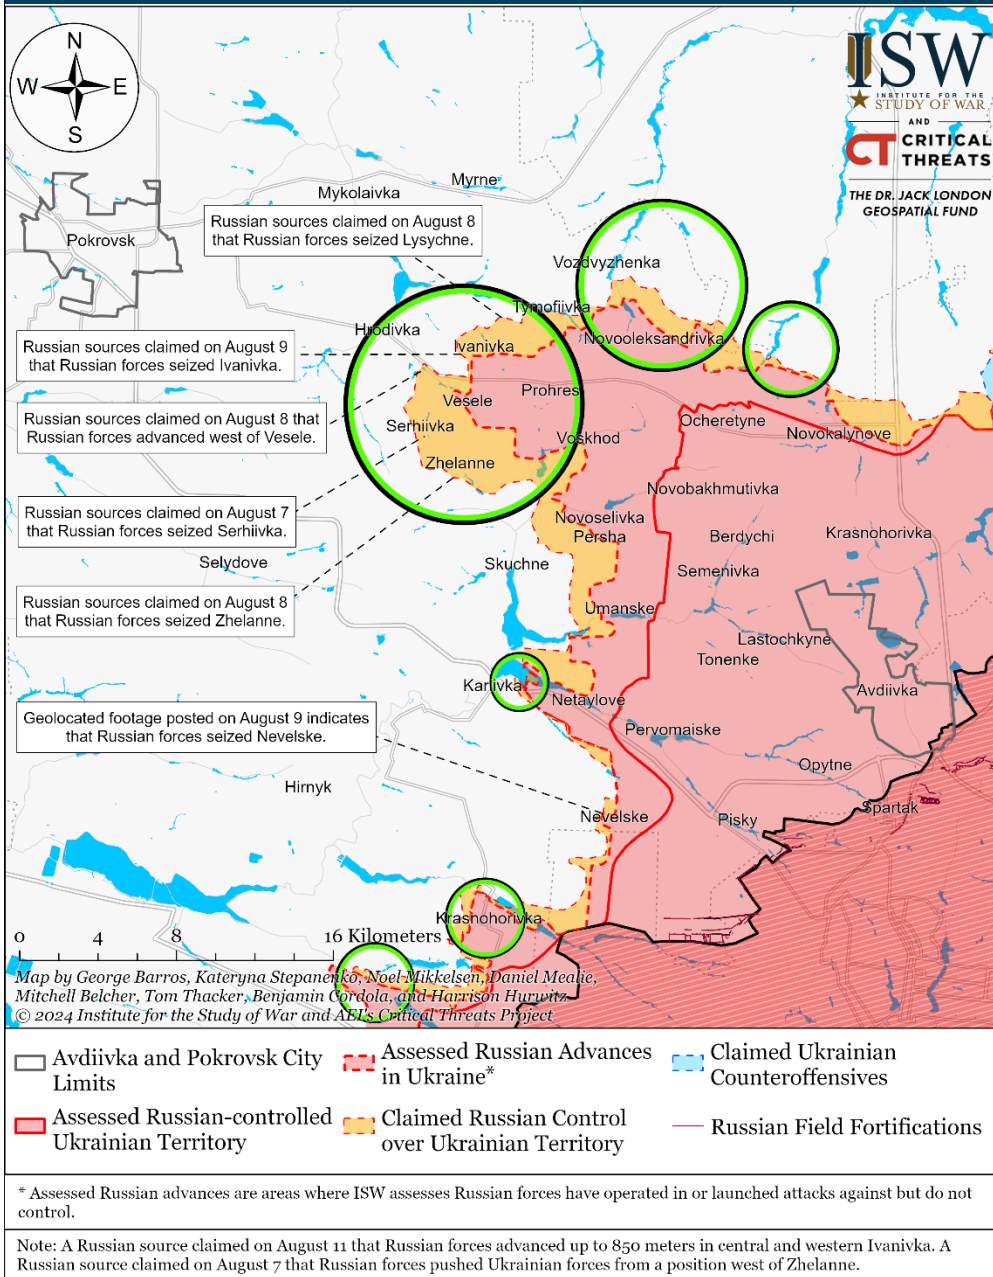 N
W
E
S
ISW
INSTITUTE FOR THE
STUDY OF WAR
AND
CT CRITICAL
THREATS
THE DR. JACK LONDON
GEOSPATIAL FUND
Myrne
Mykolaivka
Russian sources claimed on August 8
that Russian forces seized Lysychne.
Pokrovsk
Vozdvyzhenka
Tymofiivka
Hrodivka
Novooleksandrivka
Ivanivka
Russian sources claimed on August 9
that Russian forces seized Ivanivka.
Prohres
Vesele
Russian sources claimed on August 8 that
Russian forces advanced west of Vesele.
Serhiivka
Ocheretyne
Voskhod
Novokalynove
Zhelanne
Novobakhmutivka
Russian sources claimed on August 7
that Russian forces seized Serhiivka.
Novoselivka
Persha
Berdychi
Krasnohorivka
Selydove
Skuchne
Semenivka
Russian sources claimed on August 8
that Russian forces seized Zhelanne.
Umanske
Lastochkyne
Tonenke
Karlivka
Netaylove
Avdiivka
Geolocated footage posted on August 9 indicates
that Russian forces seized Nevelske.
Pervomaiske
Opytne
Hirnyk
Nevelske
Pisky
Spartak
Krasnohorivka
0 4 8 16 Kilometers
Map by George Barros, Kateryna Stepanenko, Noel Mikkelsen, Daniel Mealie,
Mitchell Belcher, Tom Thacker, Benjamin Cordola, and Harrison Hurwitz
© 2024 Institute for the Study of War and AEI's Critical Threats Project
Avdiivka and Pokrovsk City
Limits
Assessed Russian Advances
in Ukraine*
Claimed Ukrainian
Counteroffensives
Assessed Russian-controlled
Ukrainian Territory
Claimed Russian Control
over Ukrainian Territory
Russian Field Fortifications
* Assessed Russian advances are areas where ISW assesses Russian forces have operated in or launched attacks against but do not
control.
Note: A Russian source claimed on August 11 that Russian forces advanced up to 850 meters in central and western Ivanivka. A
Russian source claimed on August 7 that Russian forces pushed Ukrainian forces from a position west of Zhelanne.